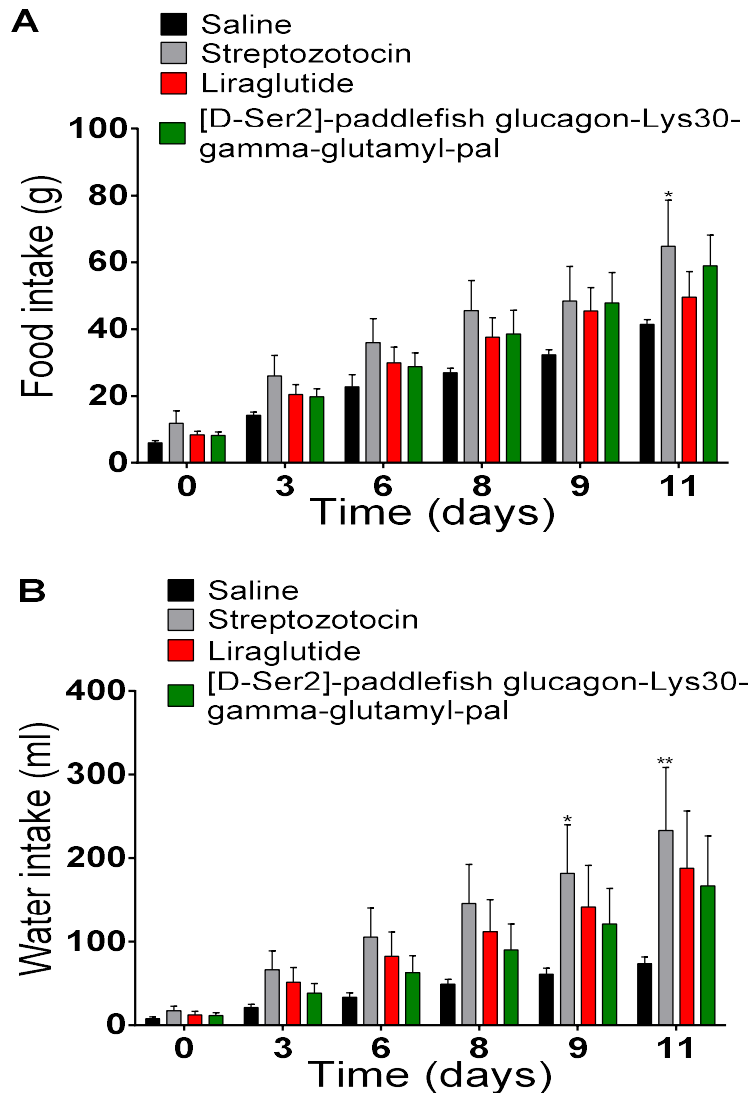 A
Saline
Streptozotocin
Liraglutide
[D-Ser2]-paddlefish glucagon-Lys30-
gamma-glutamyl-pal
100
80
60
40
20
0
Food intake (g)
*
0 3 6 8 9 11
Time (days)
B
Saline
Streptozotocin
Liraglutide
[D-Ser2]-paddlefish glucagon-Lys30-
gamma-glutamyl-pal
400
300
200
100
0
Water intake (ml)
*
**
0 3 6 8 9 11
Time (days)